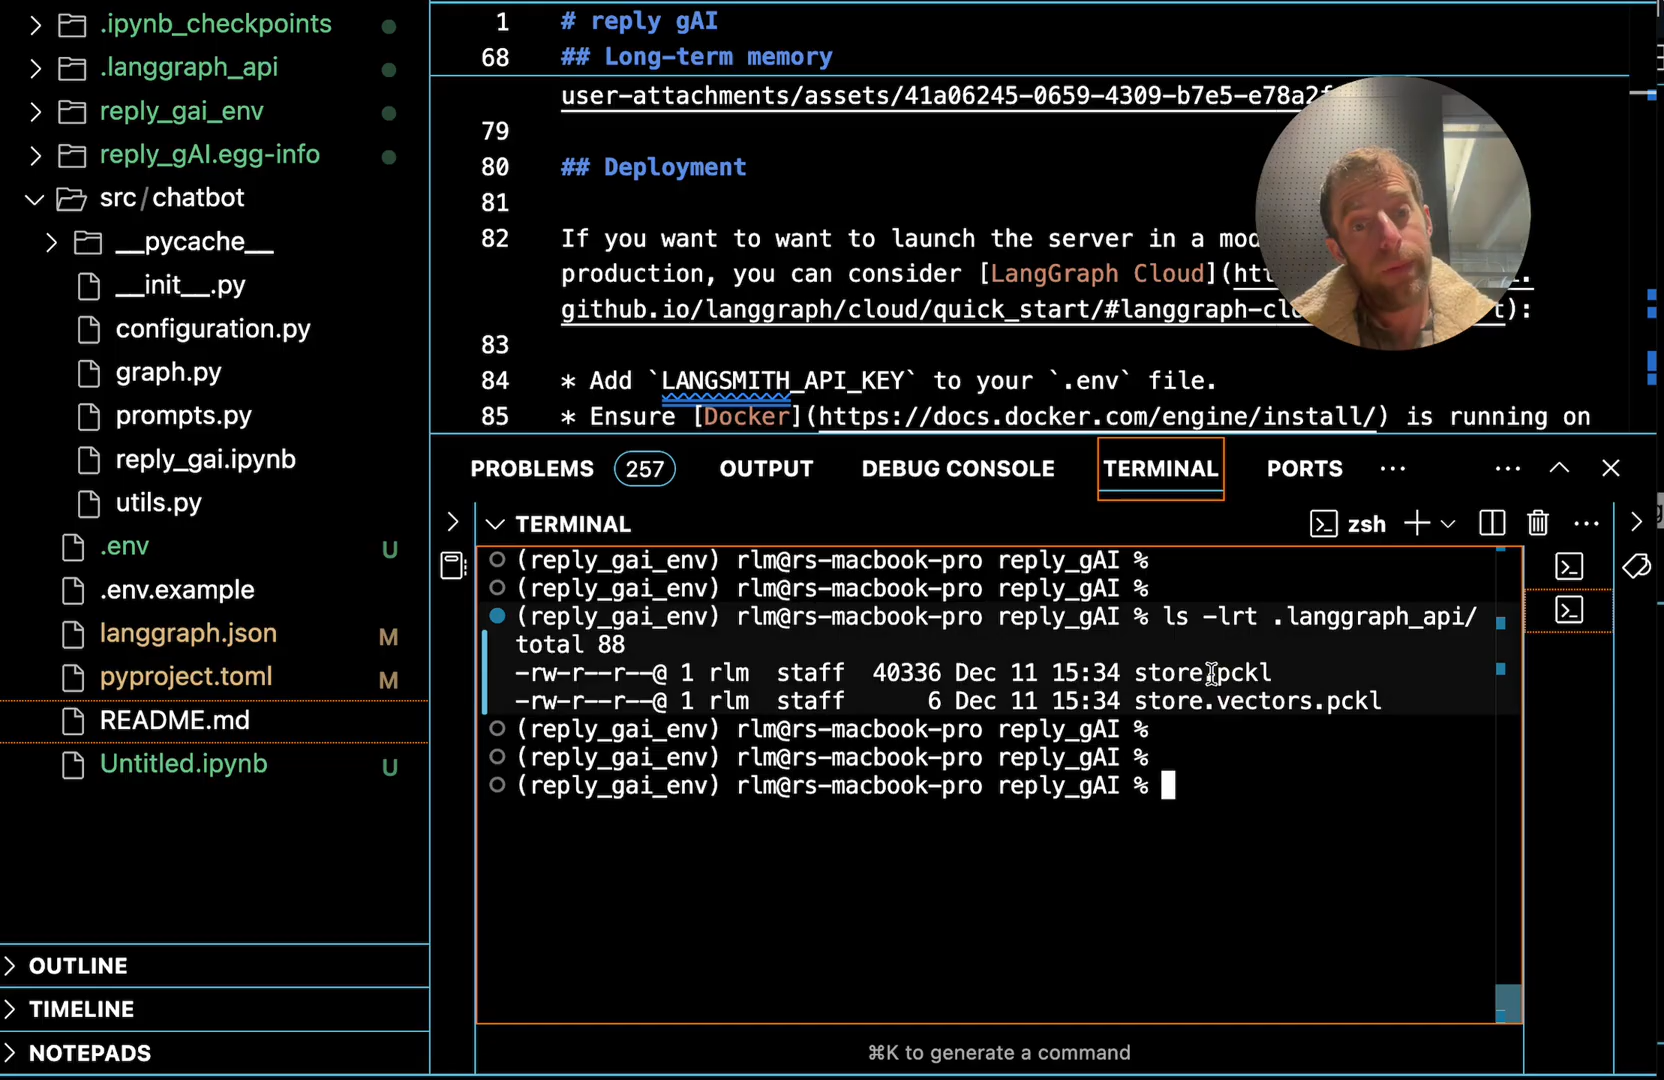 .ipynb_checkpoints
.langgraph_api
reply_gai_env
reply_gAI.egg-info
src/chatbot
__pycache__
__init__.py
configuration.py
graph.py
prompts.py
reply_gai.ipynb
utils.py
.env U
.env.example
langgraph.json M
pyproject.toml M
README.md
Untitled.ipynb U
OUTLINE
TIMELINE
NOTEPADS
1 # reply gAI
68 ## Long-term memory
user-attachments/assets/41a06245-0659-4309-b7e5-e78a2
79
80 ## Deployment
81
82 If you want to want to launch the server in a
production, you can consider [LangGraph Cloud](
github.io/langgraph/cloud/quick_start/#langgraph-
):
83
84 * Add `LANGSMITH_API_KEY` to your `.env` file.
85 * Ensure [Docker](https://docs.docker.com/engine/install/) is running on
PROBLEMS 257 OUTPUT DEBUG CONSOLE TERMINAL PORTS
TERMINAL zsh
(reply_gai_env) rlm@rs-macbook-pro reply_gAI %
(reply_gai_env) rlm@rs-macbook-pro reply_gAI %
(reply_gai_env) rlm@rs-macbook-pro reply_gAI % ls -lrt .langgraph_api/
total 88
-rw-r--r--@ 1 rlm staff 40336 Dec 11 15:34 store.pckl
-rw-r--r--@ 1 rlm staff 6 Dec 11 15:34 store.vectors.pckl
(reply_gai_env) rlm@rs-macbook-pro reply_gAI %
(reply_gai_env) rlm@rs-macbook-pro reply_gAI %
(reply_gai_env) rlm@rs-macbook-pro reply_gAI %
⌘K to generate a command